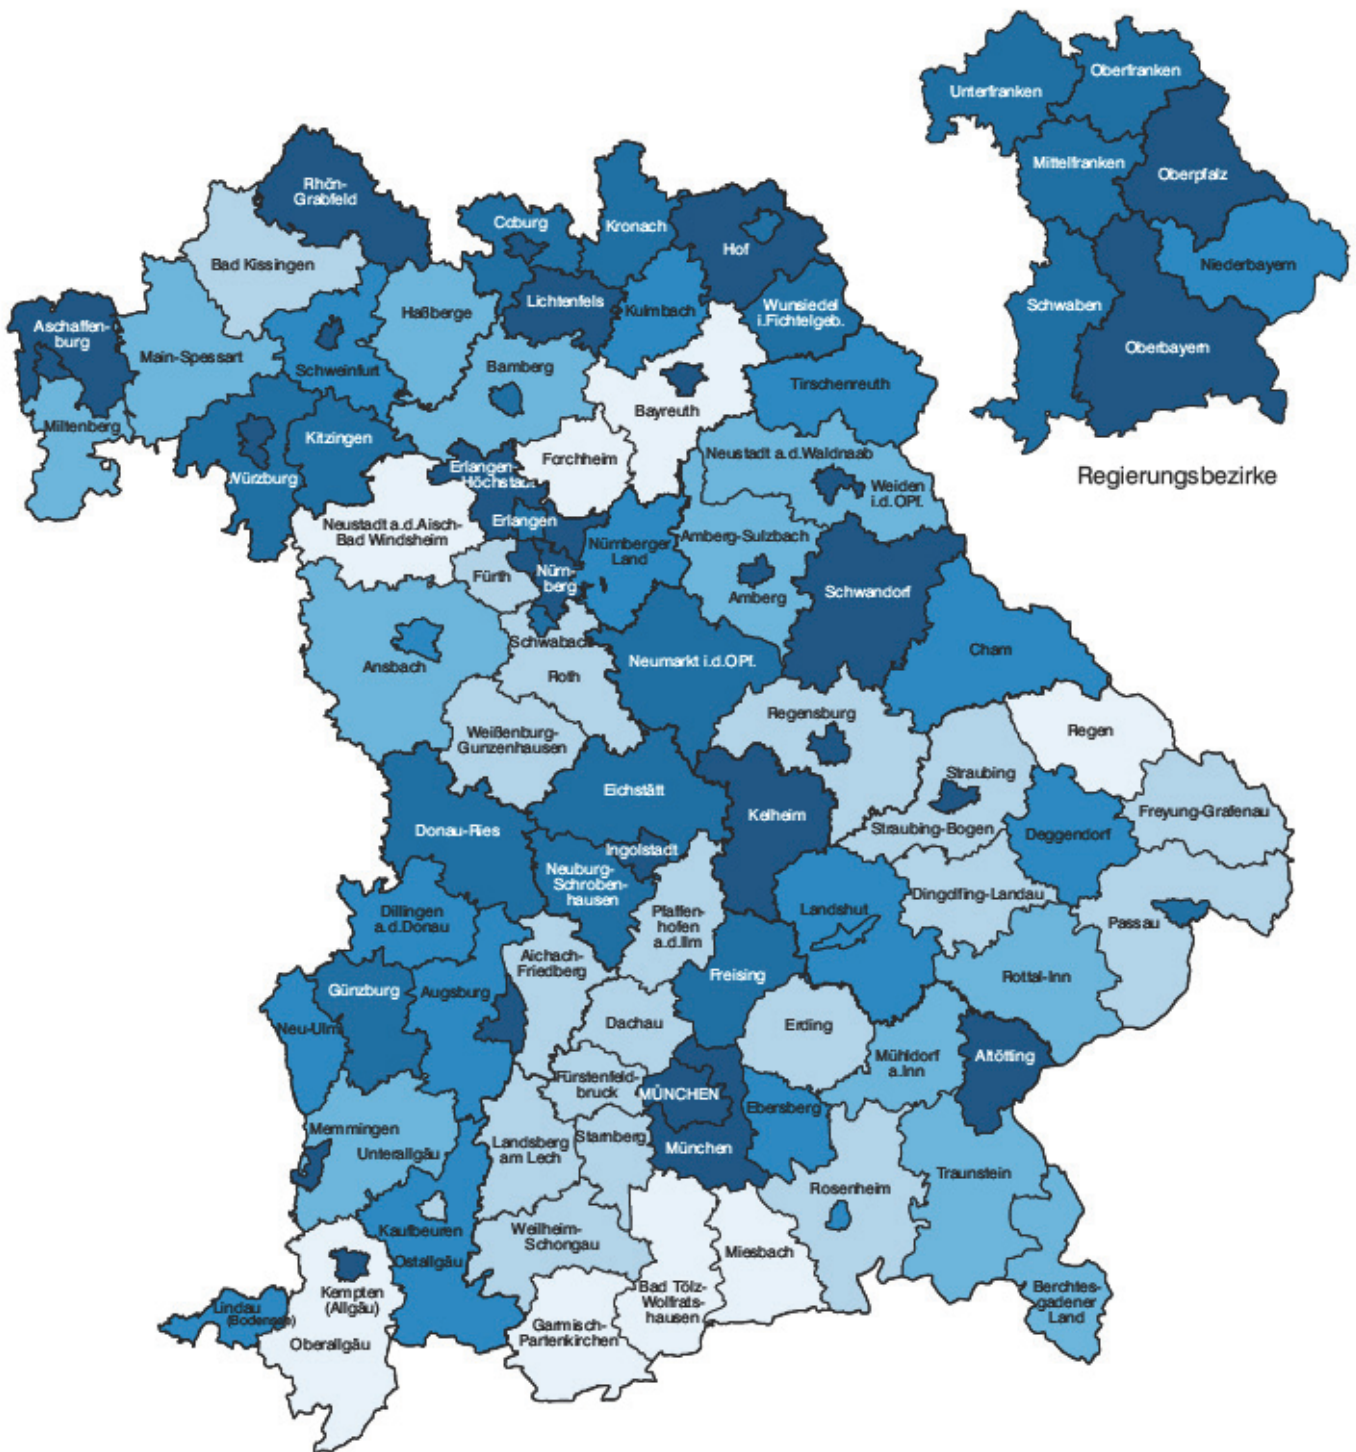 Oberfranken
Unterfranken
Mittelfranken
Oberpfalz
Niederbayern
Schwaben
Oberbayern
Regierungsbezirke
Rhön-
Grabfeld
Coburg
Kronach
Hof
Bad Kissingen
Lichtenfels
Kulmbach
Wunsiedel
i.Fichtelgeb.
Haßberge
Aschaffen-
burg
Main-Spessart
Schweinfurt
Bamberg
Tirschenreuth
Bayreuth
Miltenberg
Kitzingen
Würzburg
Forchheim
Neustadt a.d.Waldnaab
Erlangen-
Höchstadt
Weiden
i.d.OPf.
Neustadt a.d.Aisch-
Bad Windsheim
Erlangen
Nürnberger
Land
Amberg-Sulzbach
Fürth
Nürn-
berg
Amberg
Schwandorf
Schwabach
Cham
Ansbach
Roth
Neumarkt i.d.OPf.
Regensburg
Regen
Weißenburg-
Gunzenhausen
Straubing
Eichstätt
Kelheim
Freyung-Grafenau
Donau-Ries
Straubing-Bogen
Deggendorf
Ingolstadt
Neuburg-
Schroben-
hausen
Dingolfing-Landau
Dillingen
a.d.Donau
Pfaffen-
hofen
a.d.Ilm
Landshut
Passau
Aichach-
Friedberg
Günzburg
Augsburg
Freising
Rottal-Inn
Neu-Ulm
Dachau
Erding
Mühldorf
a.Inn
Altötting
Fürstenfeld-
bruck
MÜNCHEN
Ebersberg
Memmingen
Unterallgäu
Landsberg
am Lech
Starnberg
München
Traunstein
Rosenheim
Kaufbeuren
Weilheim-
Schongau
Miesbach
Ostallgäu
Bad Tölz-
Wolfrats-
hausen
Kempten
(Allgäu)
Berchtes-
gadener
Land
Lindau
(Bodensee)
Oberallgäu
Garmisch-
Partenkirchen